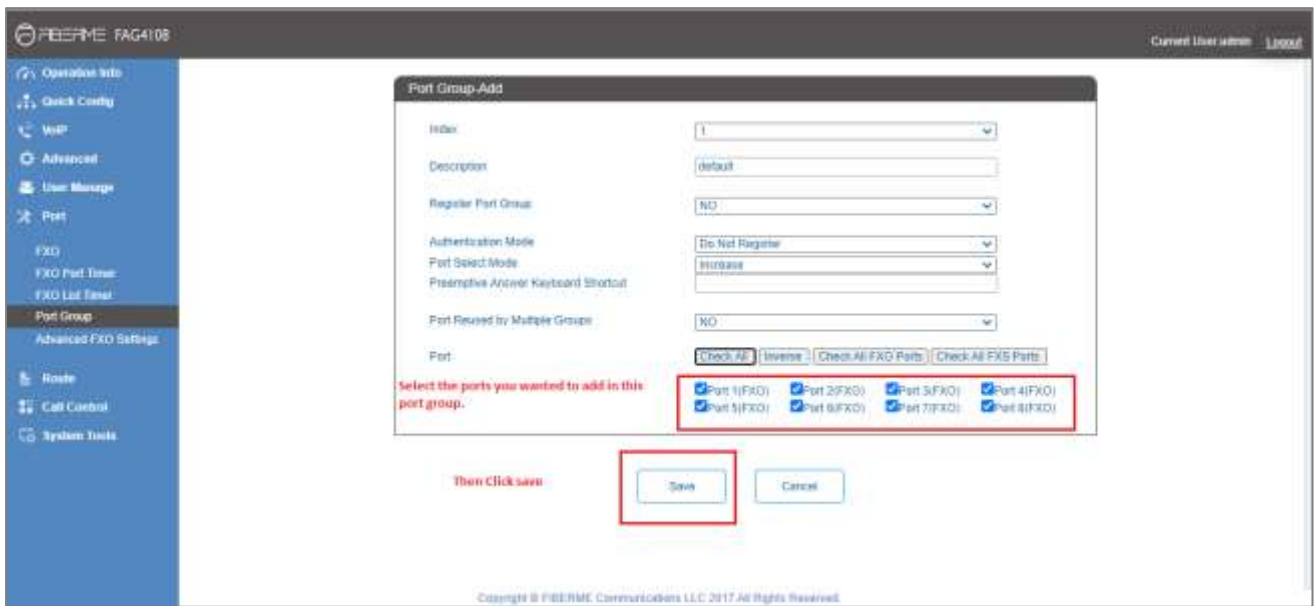 FIBERME FAG4108
Current User:admin Logout
Operation Info
Quick Config
VoIP
Advanced
User Manage
Port
FXO
FXO Port Timer
FXO List Timer
Port Group
Advanced FXO Settings
Route
Call Control
System Tools
Port Group-Add
Index 1
Description default
Register Port Group NO
Authentication Mode Do Not Register
Port Select Mode Increase
Preemptive Answer Keyboard Shortcut
Port Reused by Multiple Groups NO
Port Check All Inverse Check All FXO Ports Check All FXS Ports
Select the ports you wanted to add in this
port group.
Port 1(FXO) Port 2(FXO) Port 3(FXO) Port 4(FXO)
Port 5(FXO) Port 6(FXO) Port 7(FXO) Port 8(FXO)
Then Click save
Save Cancel
Copyright © FIBERME Communications LLC 2017 All Rights Reserved.